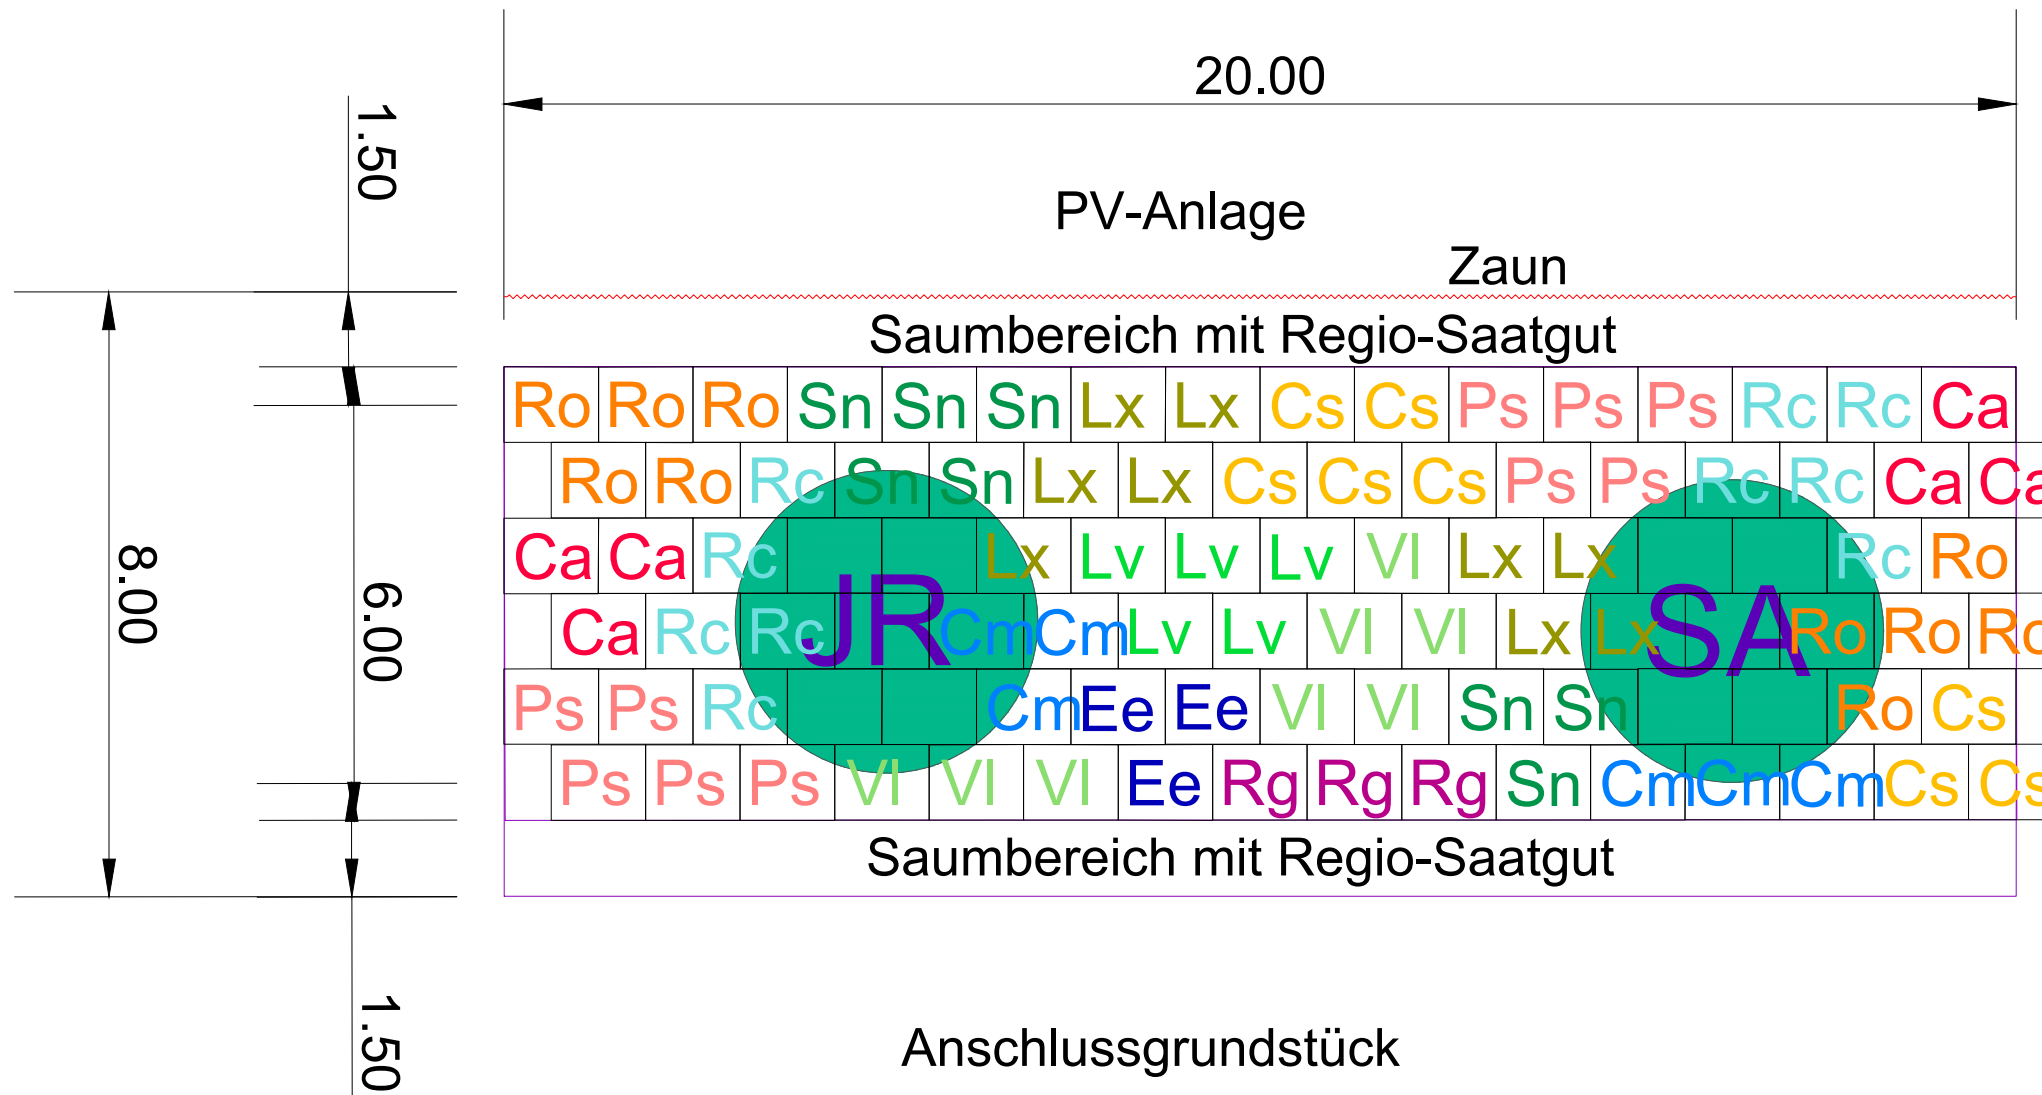 20.00
1.50
PV-Anlage
Zaun
Saumbereich mit Regio-Saatgut
Ro Ro Ro Sn Sn Sn Lx Lx Cs Cs Ps Ps Ps Rc Rc Ca
Ro Ro Rc Sn Sn Lx Lx Cs Cs Cs Ps Ps Rc Rc Ca Ca
Ca Ca Rc Lx Lv Lv Lv Vl Lx Lx Rc Ro
8.00
6.00
JR
SA
Ca Rc Rc Cm Cm Lv Lv Vl Vl Lx Lx Ro Ro Ro
Ps Ps Rc Cm Ee Ee Vl Vl Sn Sn Ro Cs
Ps Ps Ps Vl Vl Vl Ee Rg Rg Rg Sn Cm Cm Cm Cs Cs
Saumbereich mit Regio-Saatgut
1.50
Anschlussgrundstück